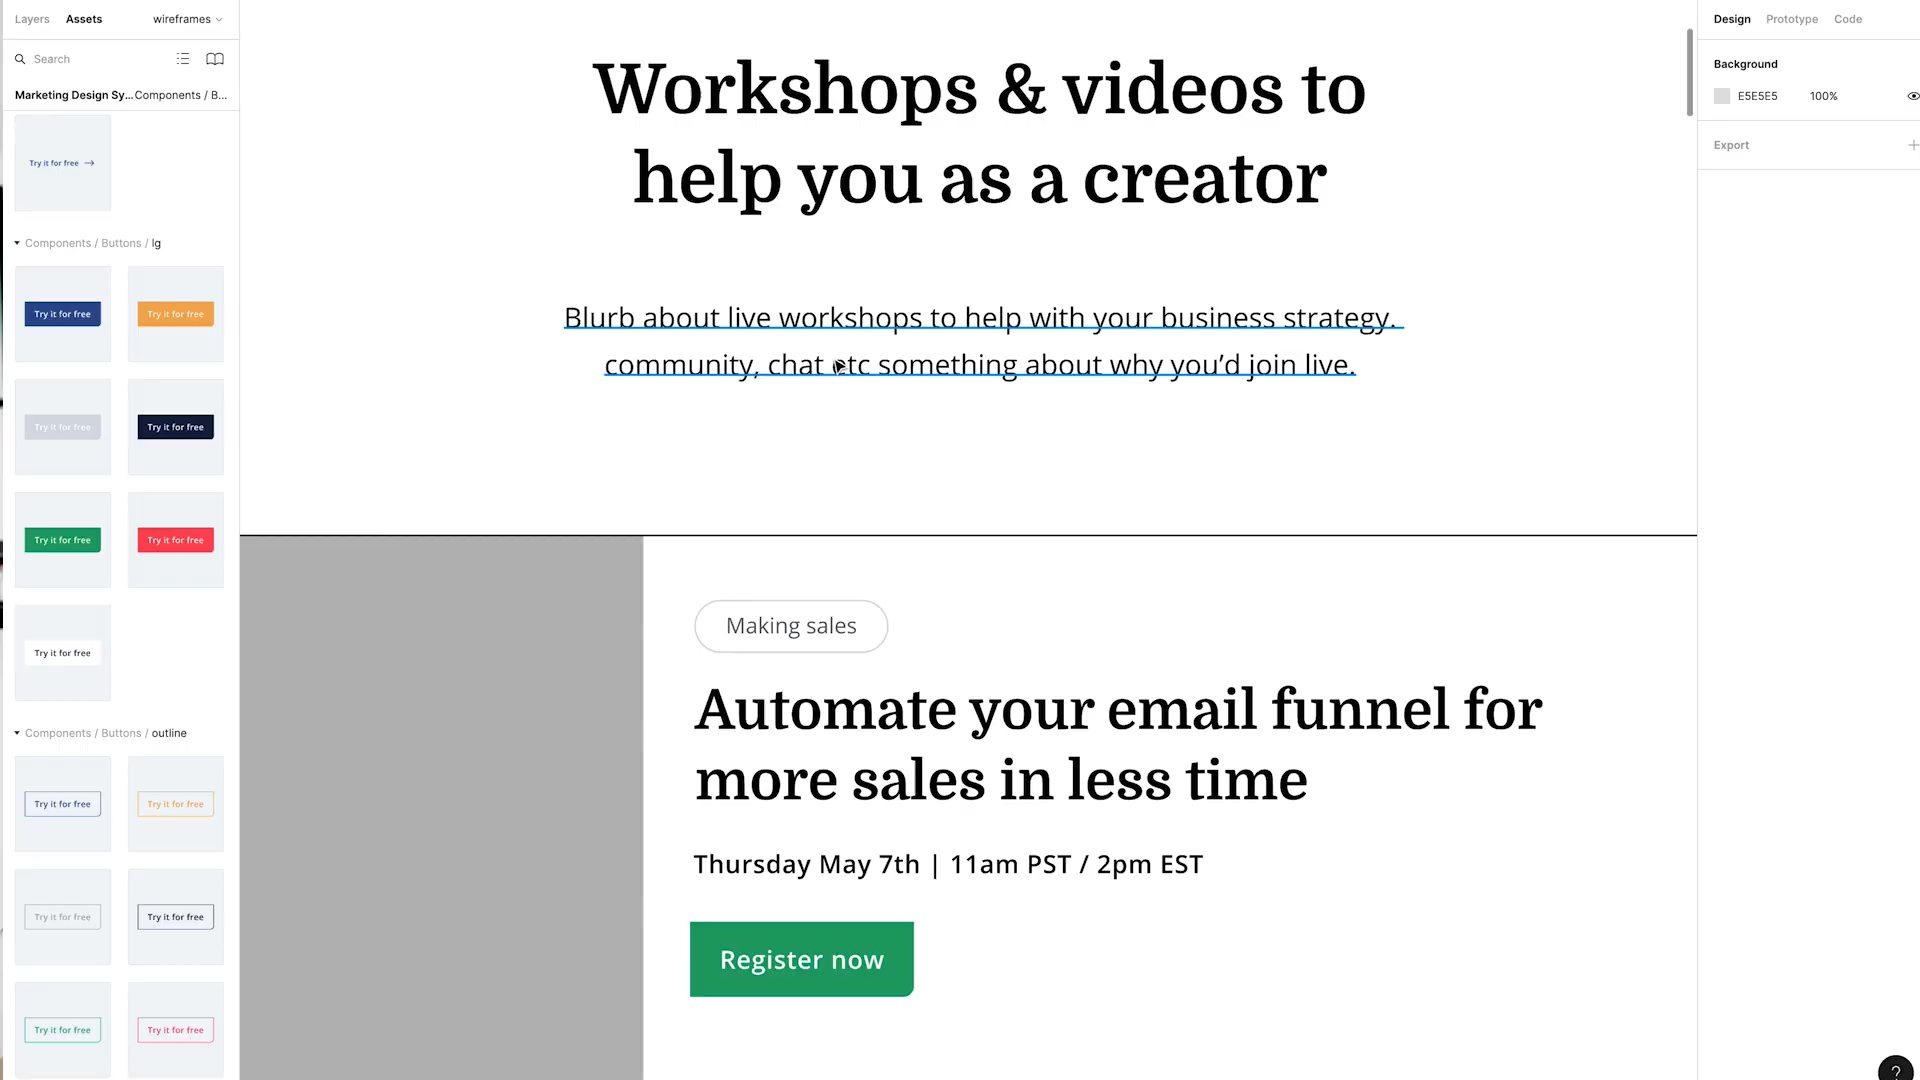 Layers Assets wireframes
Search
Marketing Design Sy... Components / B...
Try it for free →
Components / Buttons / lg
Try it for free Try it for free
Try it for free Try it for free
Try it for free Try it for free
Try it for free
Components / Buttons / outline
Try it for free Try it for free
Try it for free Try it for free
Try it for free Try it for free
Workshops & videos to
help you as a creator
Blurb about live workshops to help with your business strategy.
community, chat etc something about why you’d join live.
Making sales
Automate your email funnel for
more sales in less time
Thursday May 7th | 11am PST / 2pm EST
Register now
Design Prototype Code
Background
E5E5E5 100%
Export
?